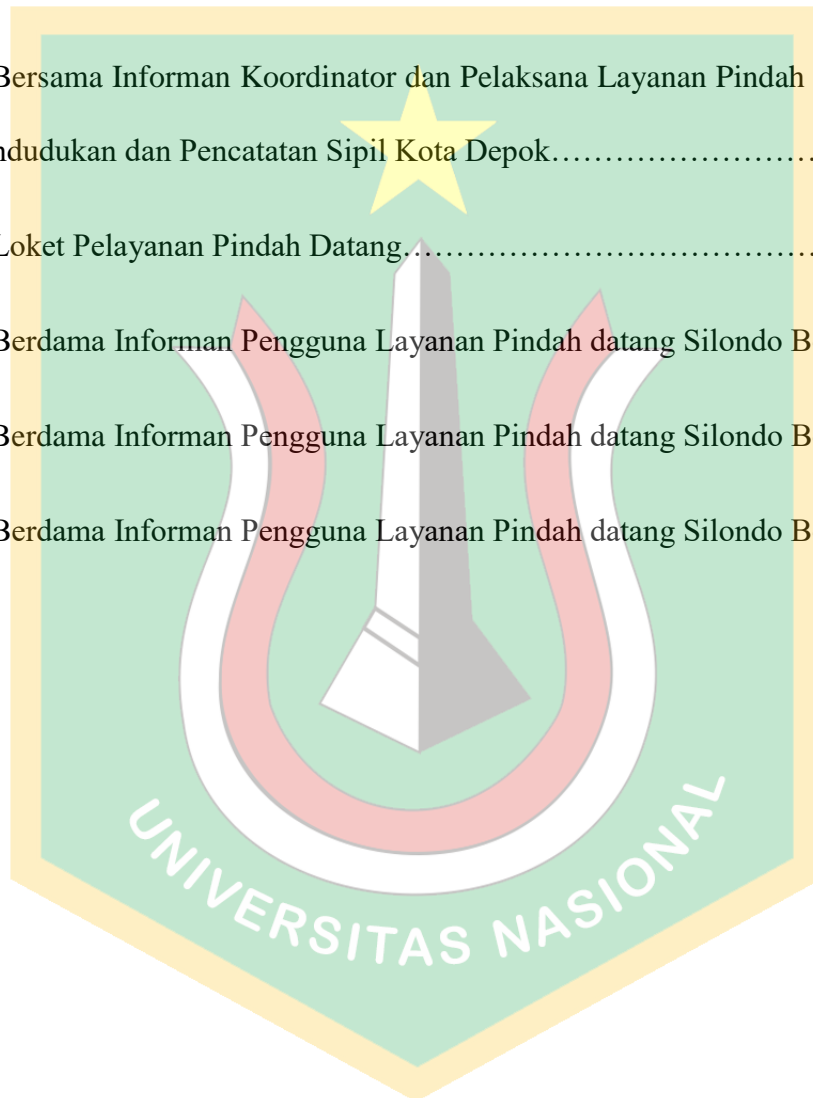 Bersama Informan Koordinator dan Pelaksana Layanan Pindah
ndudukan dan Pencatatan Sipil Kota Depok…………………………
Loket Pelayanan Pindah Datang…………………………………………
Berdama Informan Pengguna Layanan Pindah datang Silondo B
Berdama Informan Pengguna Layanan Pindah datang Silondo B
Berdama Informan Pengguna Layanan Pindah datang Silondo B
UNIVERSITAS NASIONAL